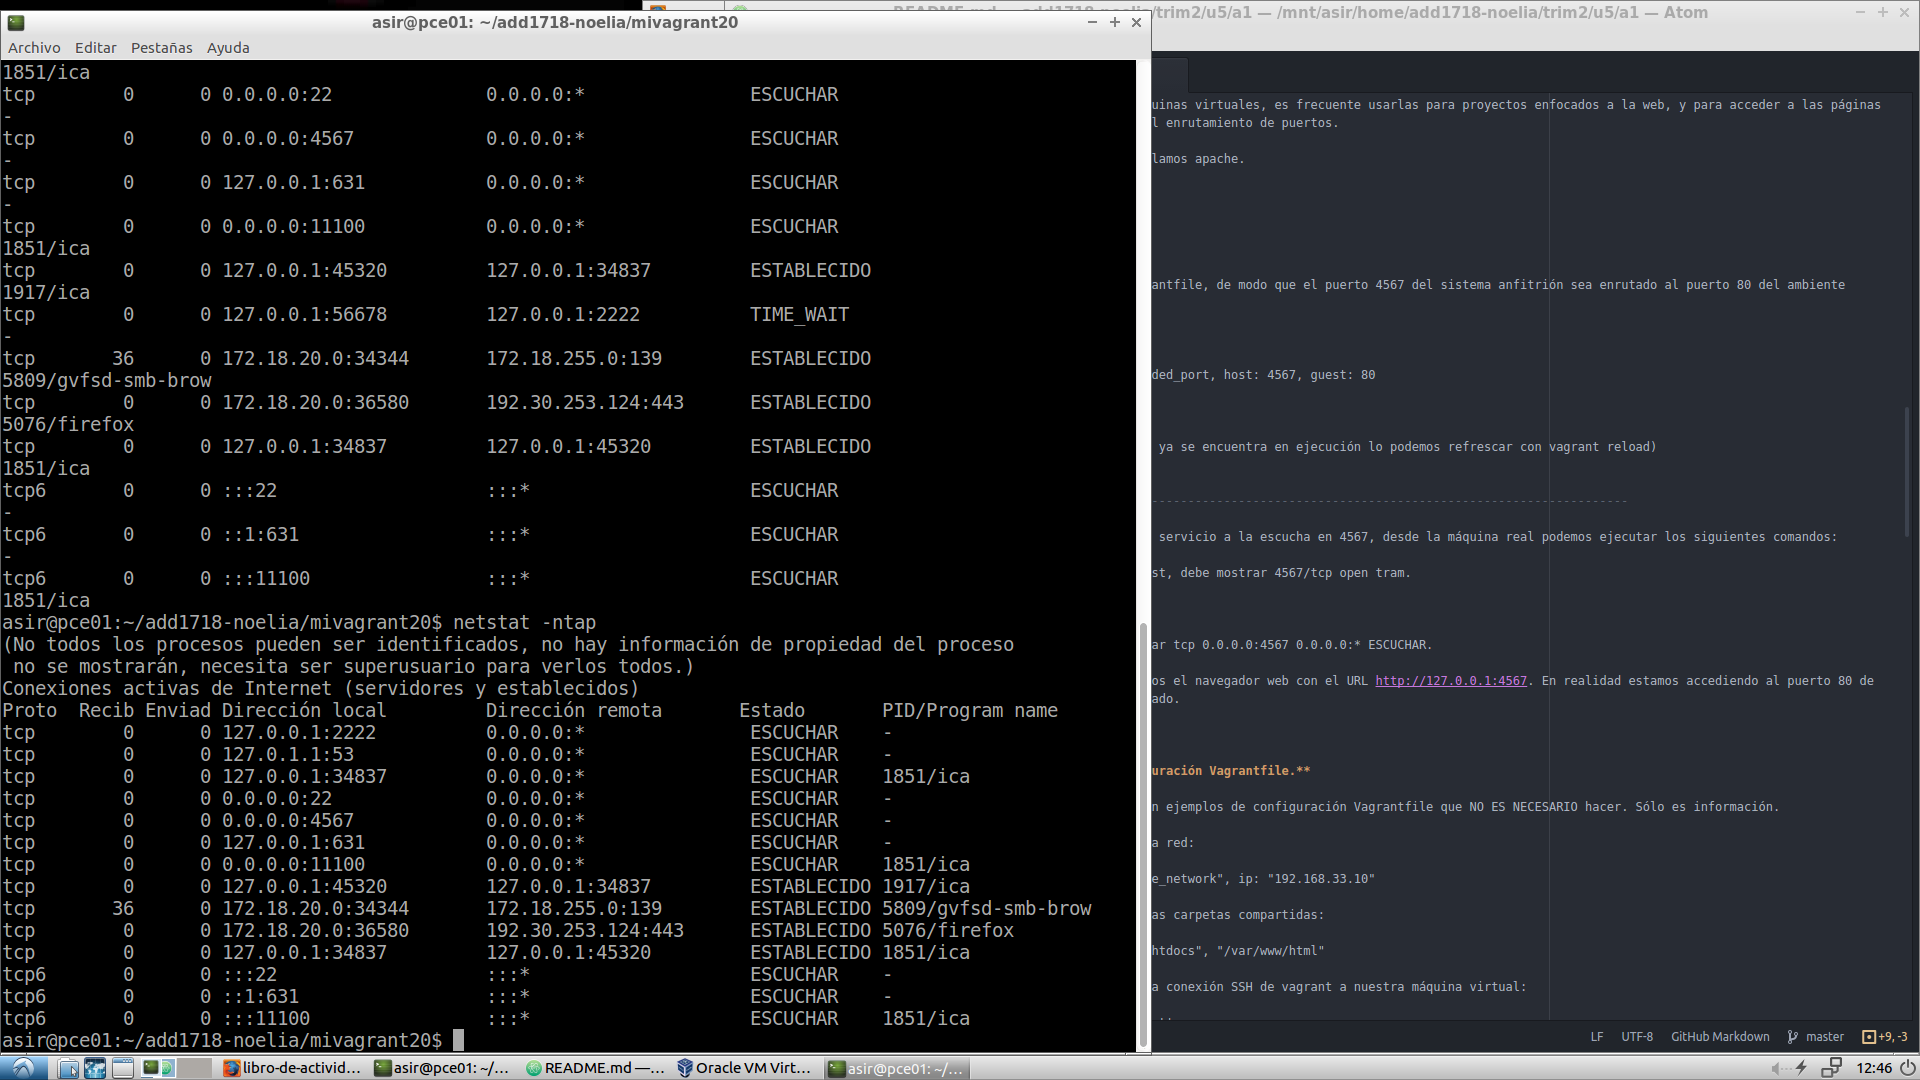 asir@pce01: ~/add1718-noelia/mivagrant20
Archivo Editar Pestañas Ayuda
1851/ica
tcp 0 0 0.0.0.0:22 0.0.0.0:* ESCUCHAR
-
tcp 0 0 0.0.0.0:4567 0.0.0.0:* ESCUCHAR
-
tcp 0 0 127.0.0.1:631 0.0.0.0:* ESCUCHAR
-
tcp 0 0 0.0.0.0:11100 0.0.0.0:* ESCUCHAR
1851/ica
tcp 0 0 127.0.0.1:45320 127.0.0.1:34837 ESTABLECIDO
1917/ica
tcp 0 0 127.0.0.1:56678 127.0.0.1:2222 TIME_WAIT
-
tcp 36 0 172.18.20.0:34344 172.18.255.0:139 ESTABLECIDO
5809/gvfsd-smb-brow
tcp 0 0 172.18.20.0:36580 192.30.253.124:443 ESTABLECIDO
5076/firefox
tcp 0 0 127.0.0.1:34837 127.0.0.1:45320 ESTABLECIDO
1851/ica
tcp6 0 0 :::22 :::* ESCUCHAR
-
tcp6 0 0 ::1:631 :::* ESCUCHAR
-
tcp6 0 0 :::11100 :::* ESCUCHAR
1851/ica
asir@pce01:~/add1718-noelia/mivagrant20$ netstat -ntap
(No todos los procesos pueden ser identificados, no hay información de propiedad del proceso
no se mostrarán, necesita ser superusuario para verlos todos.)
Conexiones activas de Internet (servidores y establecidos)
Proto Recib Enviad Dirección local Dirección remota Estado PID/Program name
tcp 0 0 127.0.0.1:2222 0.0.0.0:* ESCUCHAR -
tcp 0 0 127.0.1.1:53 0.0.0.0:* ESCUCHAR -
tcp 0 0 127.0.0.1:34837 0.0.0.0:* ESCUCHAR 1851/ica
tcp 0 0 0.0.0.0:22 0.0.0.0:* ESCUCHAR -
tcp 0 0 0.0.0.0:4567 0.0.0.0:* ESCUCHAR -
tcp 0 0 127.0.0.1:631 0.0.0.0:* ESCUCHAR -
tcp 0 0 0.0.0.0:11100 0.0.0.0:* ESCUCHAR 1851/ica
tcp 0 0 127.0.0.1:45320 127.0.0.1:34837 ESTABLECIDO 1917/ica
tcp 36 0 172.18.20.0:34344 172.18.255.0:139 ESTABLECIDO 5809/gvfsd-smb-brow
tcp 0 0 172.18.20.0:36580 192.30.253.124:443 ESTABLECIDO 5076/firefox
tcp 0 0 127.0.0.1:34837 127.0.0.1:45320 ESTABLECIDO 1851/ica
tcp6 0 0 :::22 :::* ESCUCHAR -
tcp6 0 0 ::1:631 :::* ESCUCHAR -
tcp6 0 0 :::11100 :::* ESCUCHAR 1851/ica
asir@pce01:~/add1718-noelia/mivagrant20$
/trim2/u5/a1 — /mnt/asir/home/add1718-noelia/trim2/u5/a1 — Atom
uinas virtuales, es frecuente usarlas para proyectos enfocados a la web, y para acceder a las páginas
l enrutamiento de puertos.
lamos apache.
antfile, de modo que el puerto 4567 del sistema anfitrión sea enrutado al puerto 80 del ambiente
ded_port, host: 4567, guest: 80
ya se encuentra en ejecución lo podemos refrescar con vagrant reload)
------------------------------------------------------------------
servicio a la escucha en 4567, desde la máquina real podemos ejecutar los siguientes comandos:
st, debe mostrar 4567/tcp open tram.
ar tcp 0.0.0.0:4567 0.0.0.0:* ESCUCHAR.
os el navegador web con el URL http://127.0.0.1:4567. En realidad estamos accediendo al puerto 80 de
ado.
uración Vagrantfile.**
n ejemplos de configuración Vagrantfile que NO ES NECESARIO hacer. Sólo es información.
a red:
e_network", ip: "192.168.33.10"
as carpetas compartidas:
htdocs", "/var/www/html"
a conexión SSH de vagrant a nuestra máquina virtual:
LF UTF-8 GitHub Markdown master +9, -3
libro-de-activid... asir@pce01: ~/... README.md —... Oracle VM Virt... asir@pce01: ~/... 12:46